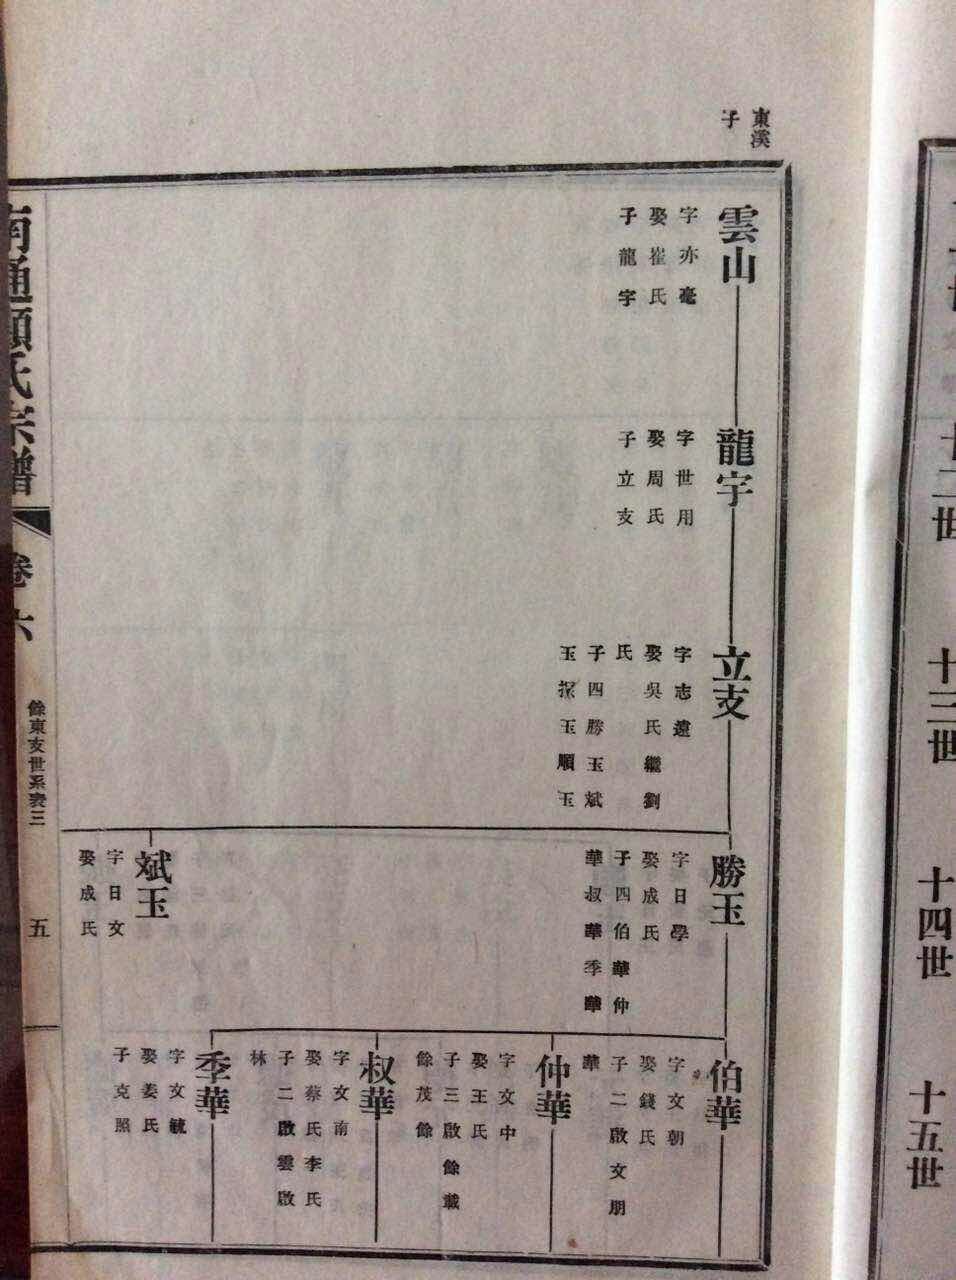 東溪
子
雲山
字亦毫
娶崔氏
子龍宇
龍宇
字世用
娶周氏
子立支
立支
字志遠
娶吳氏繼劉
氏
子四勝玉斌
玉探玉順玉
勝玉
字日學
娶成氏
子四伯華仲
華叔華季華
斌玉
字日文
娶成氏
伯華
字文朝
娶錢氏
子二啟文朋
華
仲華
字文中
娶王氏
子三啟餘載
餘茂餘
叔華
字文南
娶蔡氏李氏
子二啟雲啟
林
季華
字文毓
娶姜氏
子克照
南通顧氏宗譜
卷六
餘東支世系表三
五
十二世
十三世
十四世
十五世